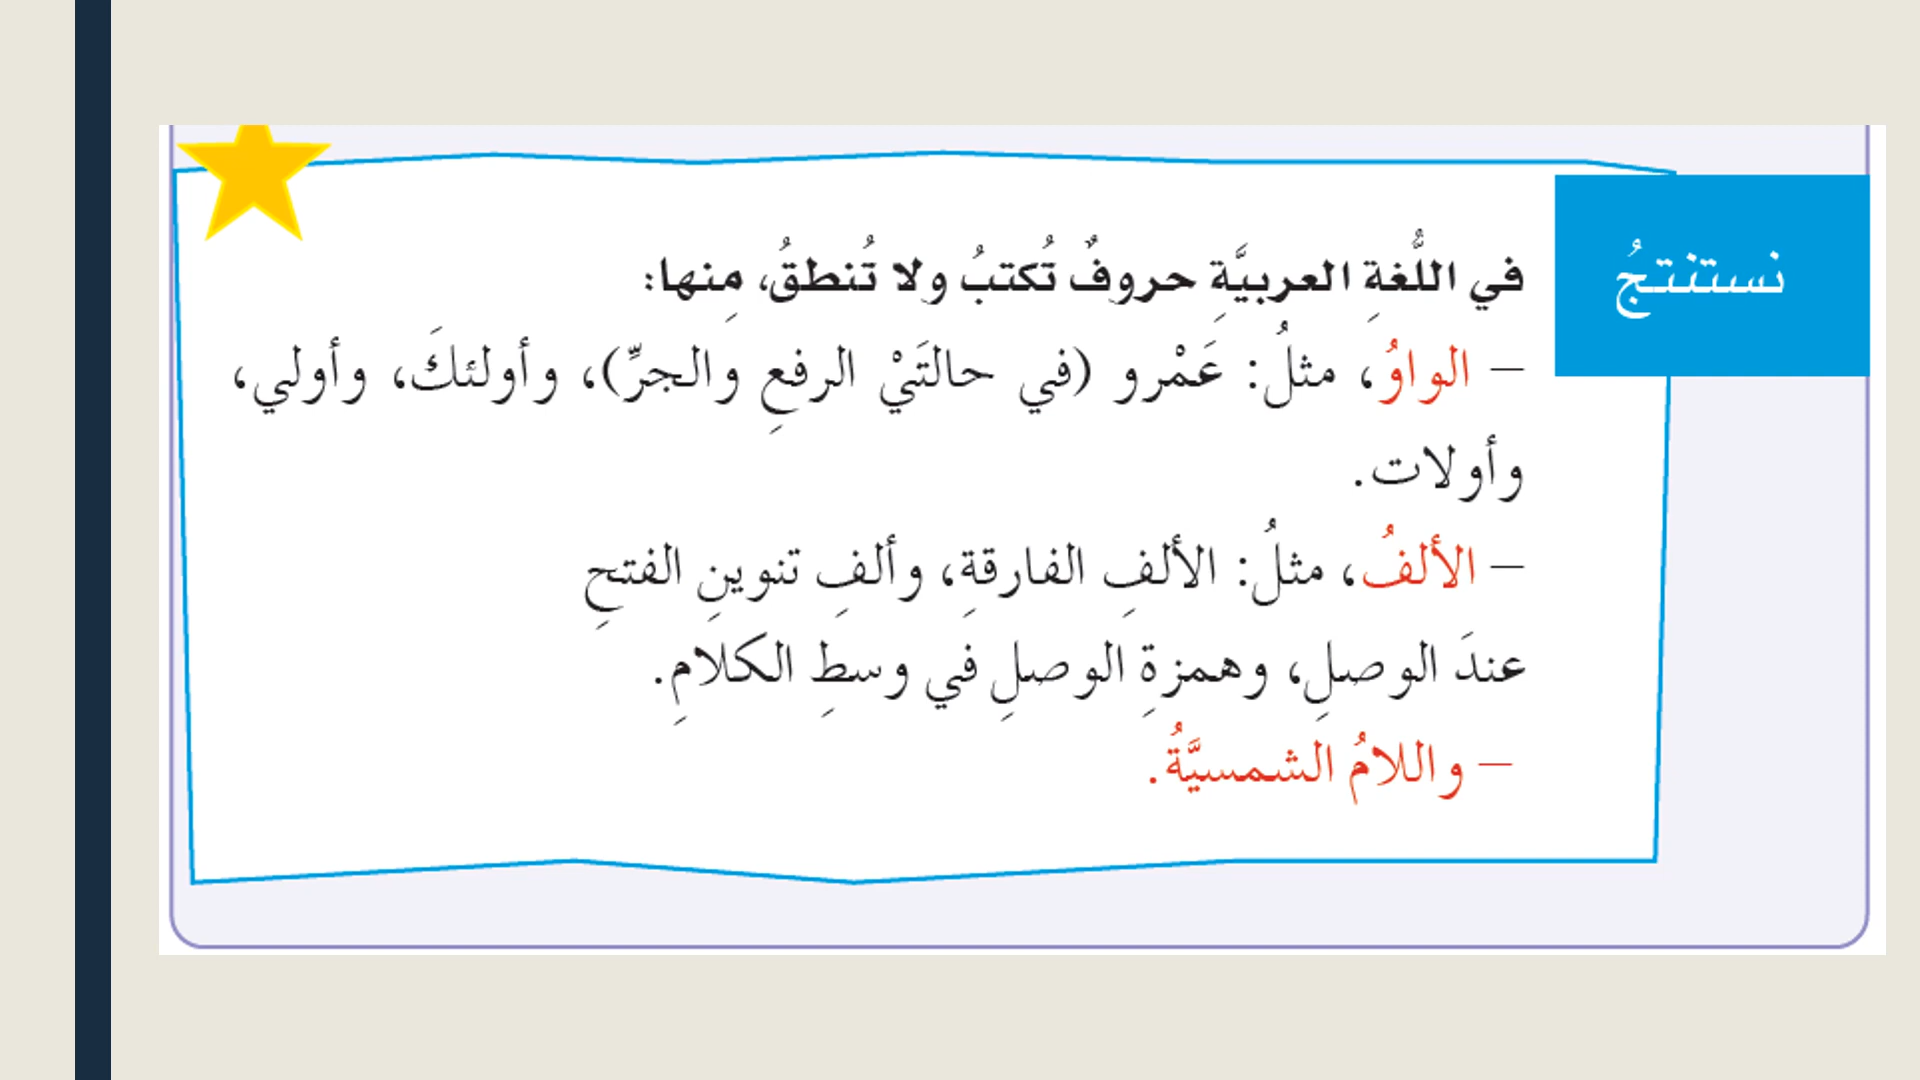 نستنتجُ
في اللُّغةِ العربيَّةِ حروفٌ تُكتبُ ولا تُنطقُ، مِنها:
– الواوُ، مثلُ: عَمْرو (في حالتَيْ الرفعِ والجرِّ)، وأولئكَ، وأولي،
وأولات.
– الألفُ، مثلُ: الألفِ الفارقةِ، وألفِ تنوينِ الفتحِ
عندَ الوصلِ، وهمزةِ الوصلِ في وسطِ الكلامِ.
– واللامُ الشمسيَّةُ.